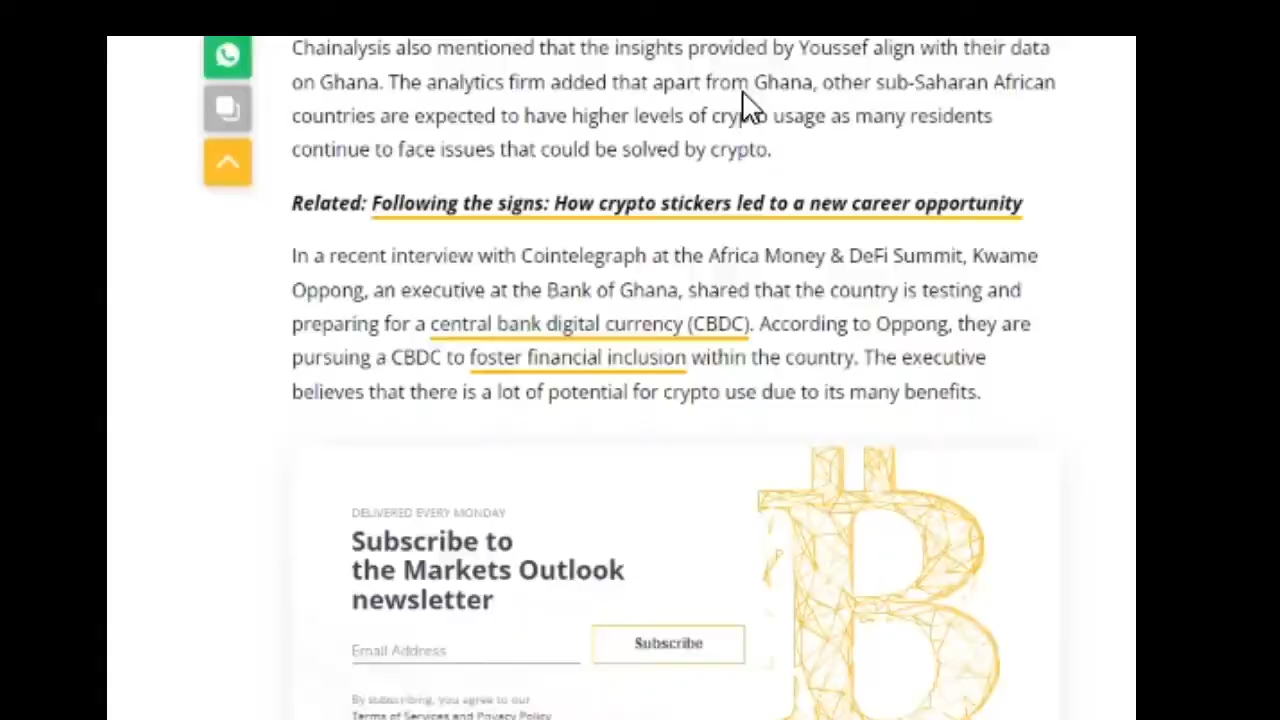 Chainalysis also mentioned that the insights provided by Youssef align with their data
on Ghana. The analytics firm added that apart from Ghana, other sub-Saharan African
countries are expected to have higher levels of crypto usage as many residents
continue to face issues that could be solved by crypto.
Related: Following the signs: How crypto stickers led to a new career opportunity
In a recent interview with Cointelegraph at the Africa Money & DeFi Summit, Kwame
Oppong, an executive at the Bank of Ghana, shared that the country is testing and
preparing for a central bank digital currency (CBDC). According to Oppong, they are
pursuing a CBDC to foster financial inclusion within the country. The executive
believes that there is a lot of potential for crypto use due to its many benefits.
DELIVERED EVERY MONDAY
Subscribe to
the Markets Outlook
newsletter
Email Address
Subscribe
By subscribing, you agree to our
Terms of Services and Privacy Policy